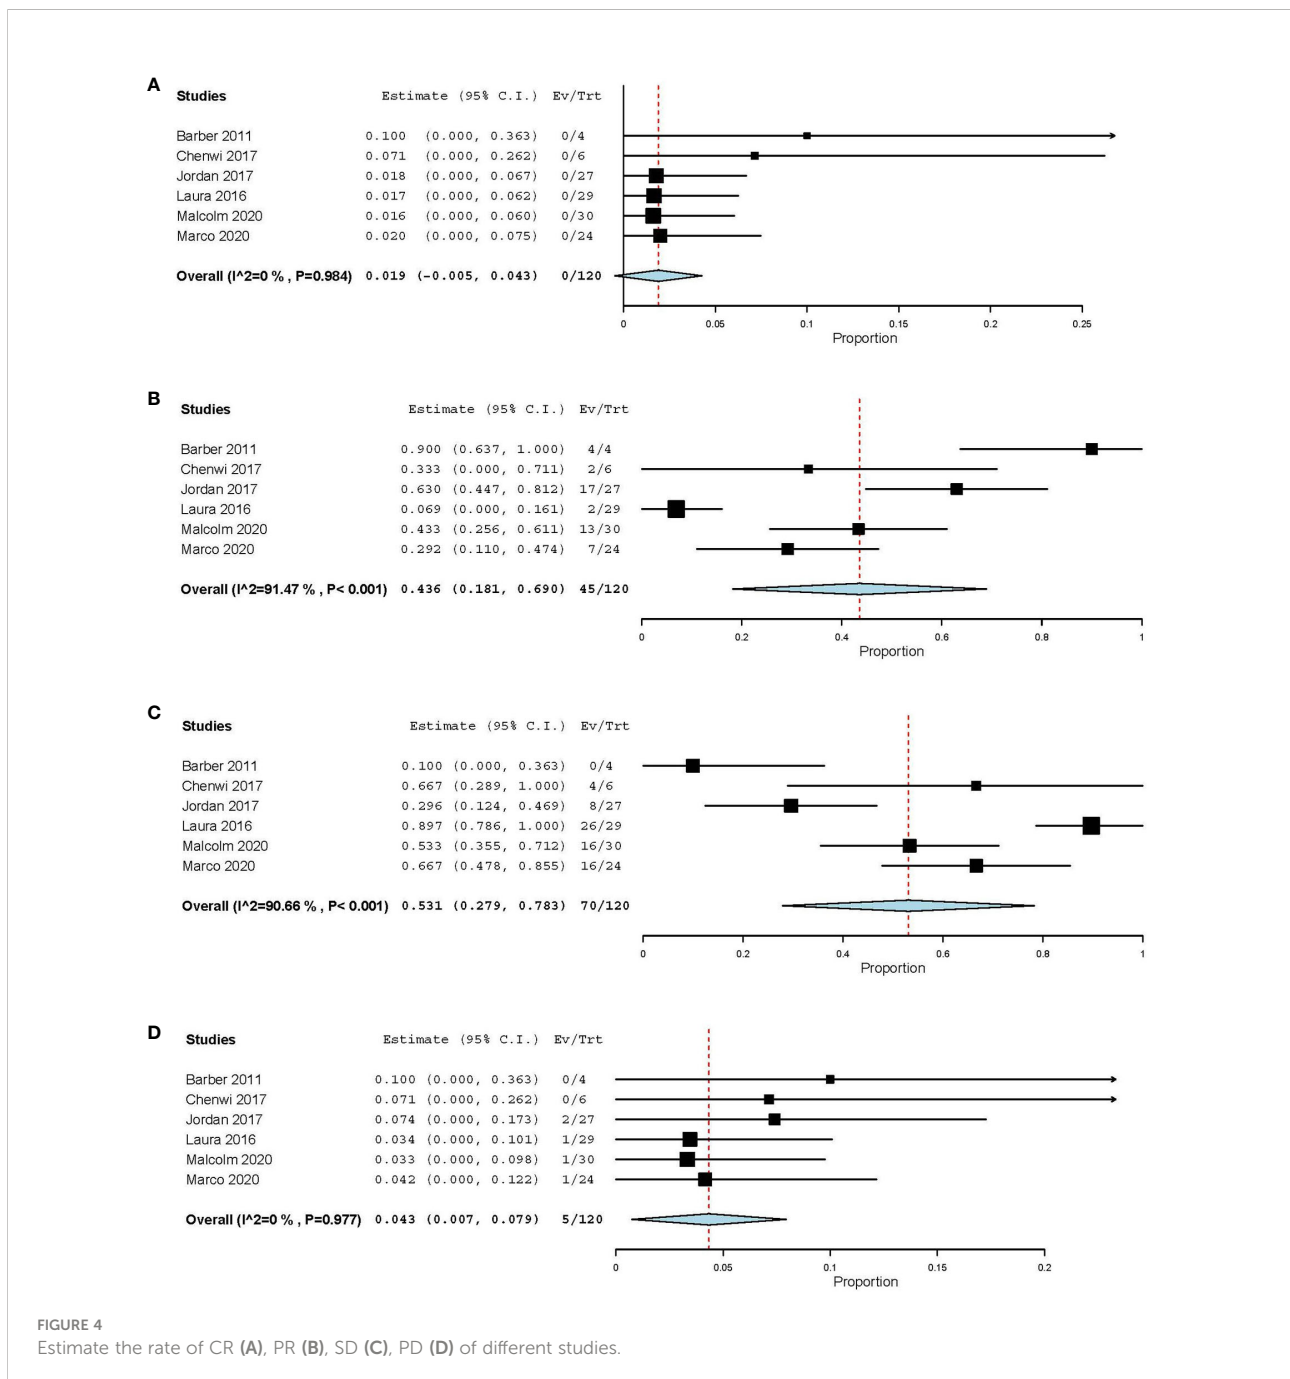 A
Studies Estimate (95% C.I.) Ev/Trt
Barber 2011 0.100 (0.000, 0.363) 0/4
Chenwi 2017 0.071 (0.000, 0.262) 0/6
Jordan 2017 0.018 (0.000, 0.067) 0/27
Laura 2016 0.017 (0.000, 0.062) 0/29
Malcolm 2020 0.016 (0.000, 0.060) 0/30
Marco 2020 0.020 (0.000, 0.075) 0/24
Overall (I^2=0 % , P=0.984) 0.019 (-0.005, 0.043) 0/120
0 0.05 0.1 0.15 0.2 0.25
Proportion
B
Studies Estimate (95% C.I.) Ev/Trt
Barber 2011 0.900 (0.637, 1.000) 4/4
Chenwi 2017 0.333 (0.000, 0.711) 2/6
Jordan 2017 0.630 (0.447, 0.812) 17/27
Laura 2016 0.069 (0.000, 0.161) 2/29
Malcolm 2020 0.433 (0.256, 0.611) 13/30
Marco 2020 0.292 (0.110, 0.474) 7/24
Overall (I^2=91.47 % , P< 0.001) 0.436 (0.181, 0.690) 45/120
0 0.2 0.4 0.6 0.8 1
Proportion
C
Studies Estimate (95% C.I.) Ev/Trt
Barber 2011 0.100 (0.000, 0.363) 0/4
Chenwi 2017 0.667 (0.289, 1.000) 4/6
Jordan 2017 0.296 (0.124, 0.469) 8/27
Laura 2016 0.897 (0.786, 1.000) 26/29
Malcolm 2020 0.533 (0.355, 0.712) 16/30
Marco 2020 0.667 (0.478, 0.855) 16/24
Overall (I^2=90.66 % , P< 0.001) 0.531 (0.279, 0.783) 70/120
0 0.2 0.4 0.6 0.8 1
Proportion
D
Studies Estimate (95% C.I.) Ev/Trt
Barber 2011 0.100 (0.000, 0.363) 0/4
Chenwi 2017 0.071 (0.000, 0.262) 0/6
Jordan 2017 0.074 (0.000, 0.173) 2/27
Laura 2016 0.034 (0.000, 0.101) 1/29
Malcolm 2020 0.033 (0.000, 0.098) 1/30
Marco 2020 0.042 (0.000, 0.122) 1/24
Overall (I^2=0 % , P=0.977) 0.043 (0.007, 0.079) 5/120
0 0.05 0.1 0.15 0.2
Proportion
FIGURE 4
Estimate the rate of CR (A), PR (B), SD (C), PD (D) of different studies.